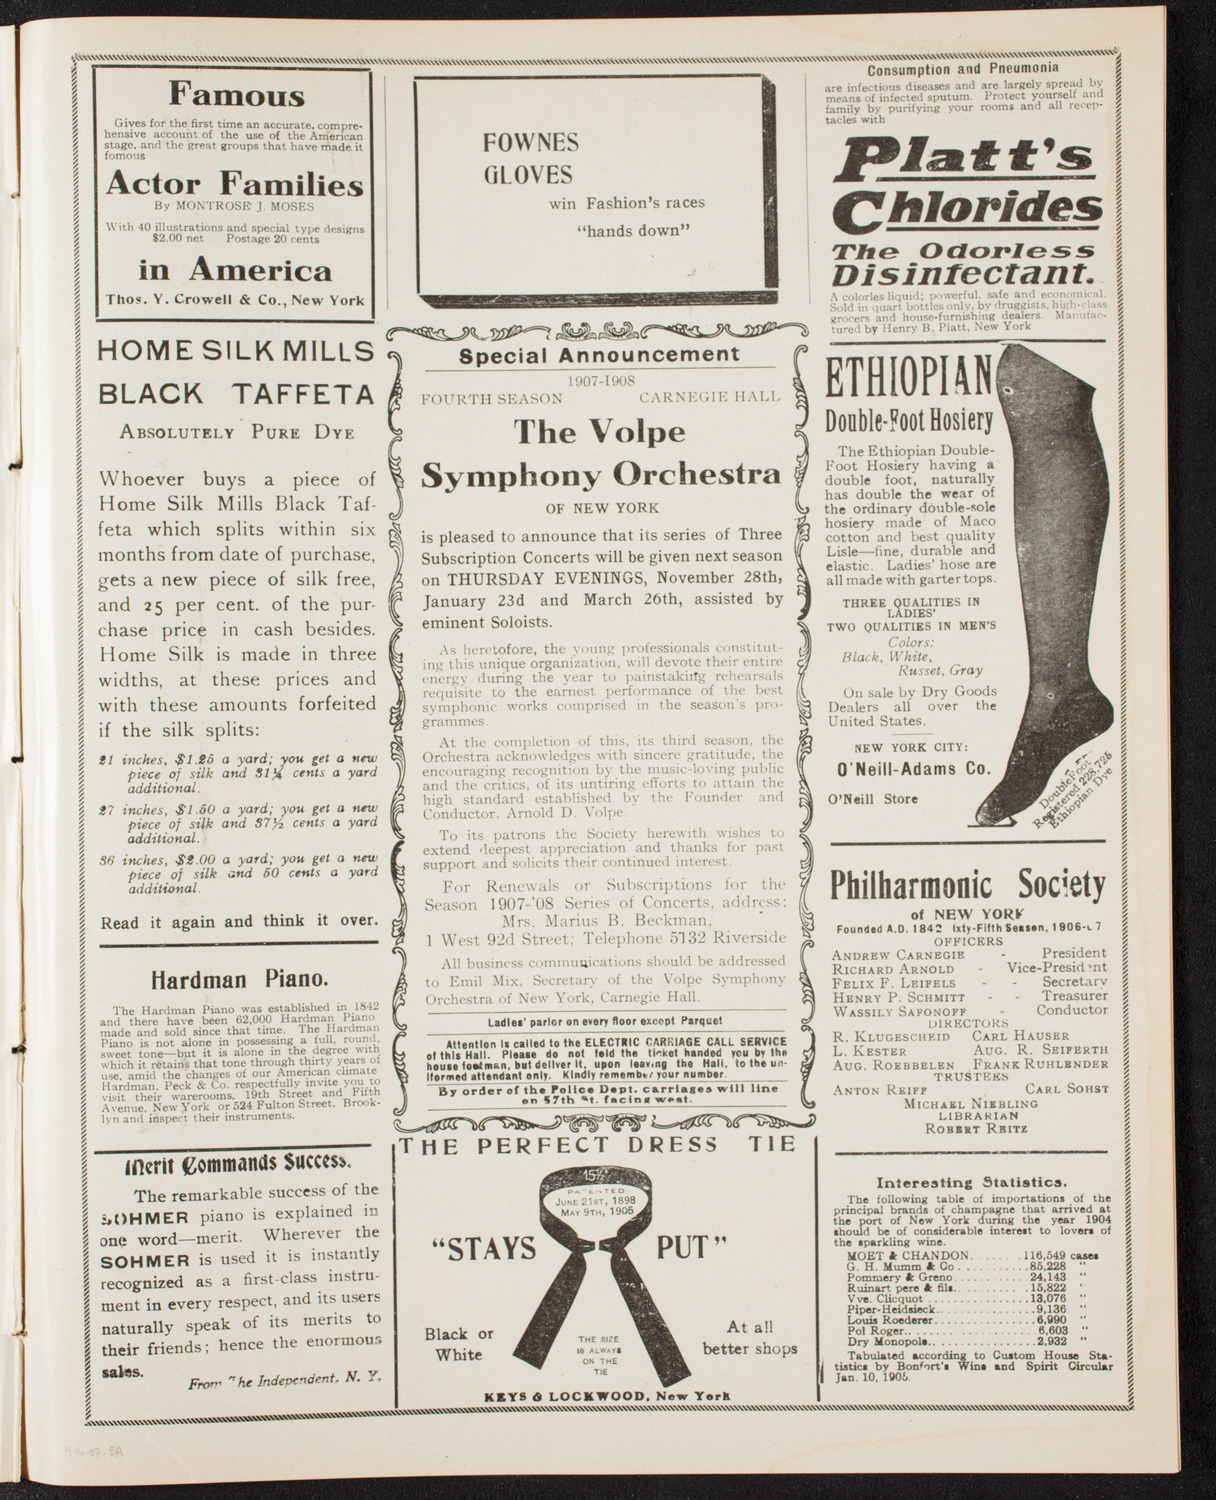 Famous
Gives for the first time an accurate, compre-
hensive account of the use of the American
stage, and the great groups that have made it
fomous
Actor Families
By MONTROSE J. MOSES
With 40 illustrations and special type designs
$2.00 net Postage 20 cents
in America
Thos. Y. Crowell & Co., New York
HOME SILK MILLS
BLACK TAFFETA
ABSOLUTELY PURE DYE
Whoever buys a piece of
Home Silk Mills Black Taf-
feta which splits within six
months from date of purchase,
gets a new piece of silk free,
and 25 per cent. of the pur-
chase price in cash besides.
Home Silk is made in three
widths, at these prices and
with these amounts forfeited
if the silk splits:
21 inches, $1.25 a yard; you get a new
piece of silk and 31¼ cents a yard
additional.
27 inches, $1.50 a yard; you get a new
piece of silk and 37½ cents a yard
additional.
36 inches, $2.00 a yard; you get a new
piece of silk and 50 cents a yard
additional.
Read it again and think it over.
Hardman Piano.
The Hardman Piano was established in 1842
and there have been 62,000 Hardman Piano
made and sold since that time. The Hardman
Piano is not alone in possessing a full, round,
sweet tone—but it is alone in the degree with
which it retains that tone through thirty years of
use, amid the changes of our American climate
Hardman, Peck & Co. respectfully invite you to
visit their warerooms, 19th Street and Fifth
Avenue, New York or 524 Fulton Street, Brook-
lyn and inspect their instruments.
Merit Commands Success.
The remarkable success of the
SOHMER piano is explained in
one word—merit. Wherever the
SOHMER is used it is instantly
recognized as a first-class instru-
ment in every respect, and its users
naturally speak of its merits to
their friends; hence the enormous
sales.
From The Independent, N. Y.
FOWNES
GLOVES
win Fashion's races
"hands down"
Special Announcement
1907-1908
FOURTH SEASON CARNEGIE HALL
The Volpe
Symphony Orchestra
OF NEW YORK
is pleased to announce that its series of Three
Subscription Concerts will be given next season
on THURSDAY EVENINGS, November 28th,
January 23d and March 26th, assisted by
eminent Soloists.
As heretofore, the young professionals constitut-
ing this unique organization, will devote their entire
energy during the year to painstaking rehearsals
requisite to the earnest performance of the best
symphonic works comprised in the season's pro-
grammes.
At the completion of this, its third season, the
Orchestra acknowledges with sincere gratitude, the
encouraging recognition by the music-loving public
and the critics, of its untiring efforts to attain the
high standard established by the Founder and
Conductor, Arnold D. Volpe.
To its patrons the Society herewith wishes to
extend deepest appreciation and thanks for past
support and solicits their continued interest.
For Renewals or Subscriptions for the
Season 1907-'08 Series of Concerts, address:
Mrs. Marius B. Beckman,
1 West 92d Street; Telephone 5132 Riverside
All business communications should be addressed
to Emil Mix, Secretary of the Volpe Symphony
Orchestra of New York, Carnegie Hall.
Ladies' parlor on every floor except Parquet
Attention is called to the ELECTRIC CARRIAGE CALL SERVICE
of this Hall. Please do not fold the ticket handed you by the
house footman, but deliver it, upon leaving the Hall, to the un-
iformed attendant only. Kindly remember your number.
By order of the Police Dept. carriages will line
on 57th St. facing west.
THE PERFECT DRESS TIE
15½
PATENTED
JUNE 21ST, 1898
MAY 9TH, 1905
"STAYS PUT"
Black or
White
THE SIZE
IS ALWAYS
ON THE
TIE
At all
better shops
KEYS & LOCKWOOD, New York
Consumption and Pneumonia
are infectious diseases and are largely spread by
means of infected sputum. Protect yourself and
family by purifying your rooms and all recep-
tacles with
Platt's
Chlorides
The Odorless
Disinfectant.
A colorles liquid; powerful, safe and economical.
Sold in quart bottles only, by druggists, high-class
grocers and house-furnishing dealers. Manufac-
tured by Henry B. Platt, New York
ETHIOPIAN
Double-Foot Hosiery
The Ethiopian Double-
Foot Hosiery having a
double foot, naturally
has double the wear of
the ordinary double-sole
hosiery made of Maco
cotton and best quality
Lisle—fine, durable and
elastic. Ladies' hose are
all made with garter tops.
THREE QUALITIES IN
LADIES'
TWO QUALITIES IN MEN'S
Colors:
Black, White,
Russet, Gray
On sale by Dry Goods
Dealers all over the
United States.
NEW YORK CITY:
O'Neill-Adams Co.
O'Neill Store
DoubleFoot
Registered 228,725
Ethiopian Dye
Philharmonic Society
of NEW YORK
Founded A.D. 1842 ixty-Fifth Season, 1906-07
OFFICERS
ANDREW CARNEGIE - President
RICHARD ARNOLD - Vice-President
FELIX F. LEIFELS - - Secretary
HENRY P. SCHMITT - - Treasurer
WASSILY SAFONOFF - Conductor
DIRECTORS
R. KLUGESCHEID CARL HAUSER
L. KESTER AUG. R. SEIFERTH
AUG. ROEBBELEN FRANK RUHLENDER
TRUSTEES
ANTON REIFF CARL SOHST
MICHAEL NIEBLING
LIBRARIAN
ROBERT REITZ
Interesting Statistics.
The following table of importations of the
principal brands of champagne that arrived at
the port of New York during the year 1904
should be of considerable interest to lovers of
the sparkling wine.
MOET & CHANDON.......116,549 cases
G. H. Mumm & Co..........85,228 "
Pommery & Greno...........24,143 "
Ruinart pere & fils...........15,822 '
Vve. Clicquot..............13,076 "
Piper-Heidsieck..............9,136 "
Louis Roederer..............6,990 "
Pol Roger..................6,603 "
Dry Monopole...............2,932 "
Tabulated according to Custom House Sta-
tistics by Bonfort's Wine and Spirit Circular
Jan. 10, 1905.